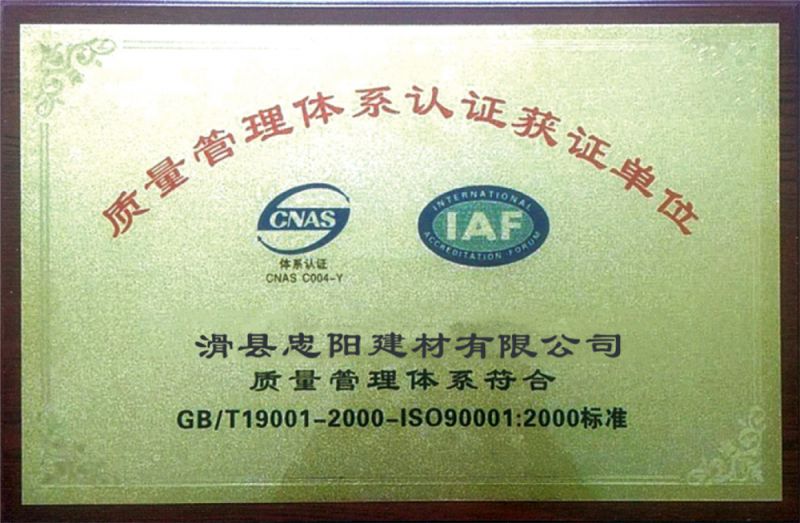 质量管理体系认证获证单位
CNAS
体系认证
CNAS C004-Y
INTERNATIONAL
IAF
ACCREDITATION·FORUM
滑县忠阳建材有限公司
质量管理体系符合
GB/T19001-2000-ISO90001:2000标准